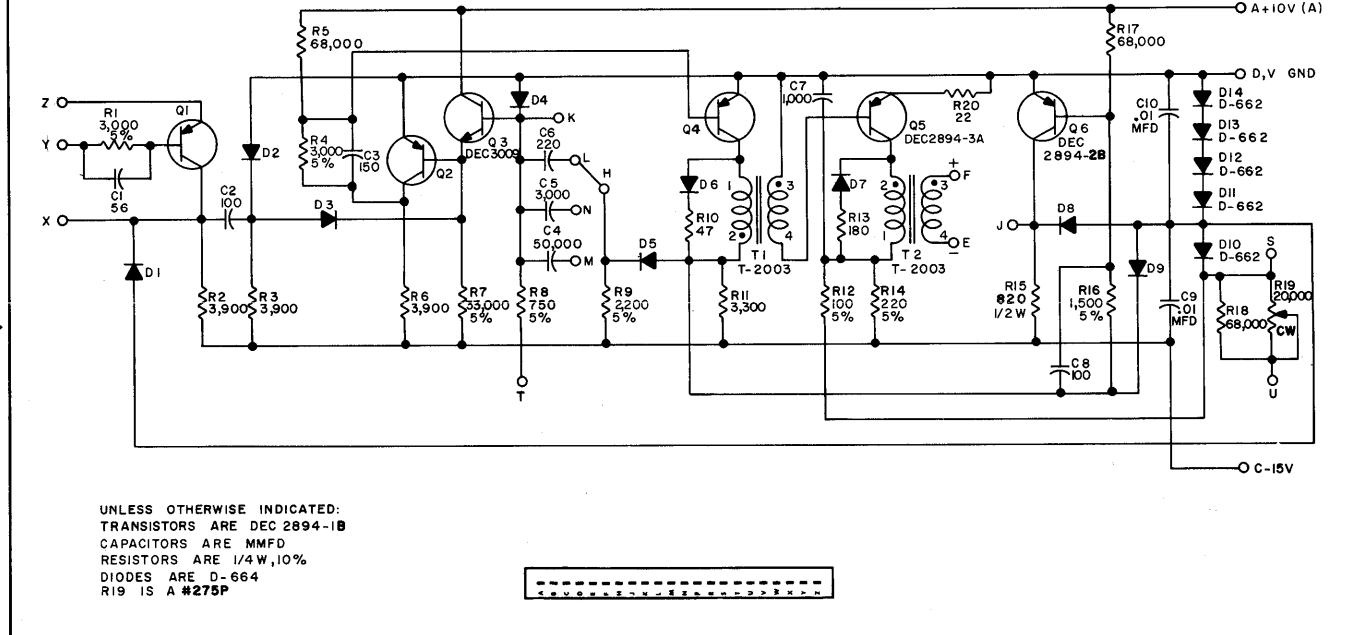 A+10V (A)
R5
68,000
R17
68,000
D,V GND
Z
R1
3,000
5%
Q1
Y
C1
56
X
D1
C2
100
D2
D3
R4
3,000
5%
C3
150
Q2
Q3
DEC3009
D4
K
C6
220
L
H
C5
3,000
N
C4
50,000
M
D5
Q4
D6
R10
47
1
2
3
4
T1
T-2003
C7
1,000
Q5
DEC2894-3A
R20
22
D7
R13
180
2
1
3
4
T2
T-2003
+
F
E
-
Q6
DEC
2894-2B
J
D8
D9
C10
.01
MFD
D14
D-662
D13
D-662
D12
D-662
D11
D-662
D10
D-662
S
R2
3,900
R3
3,900
R6
3,900
R7
33,000
5%
R8
750
5%
R9
2,200
5%
R11
3,300
R12
100
5%
R14
220
5%
R15
820
1/2 W
R16
1,500
5%
C9
.01
MFD
R18
68,000
R19
20,000
CW
C8
100
T
U
C-15V
UNLESS OTHERWISE INDICATED:
TRANSISTORS ARE DEC 2894-1B
CAPACITORS ARE MMFD
RESISTORS ARE 1/4 W, 10%
DIODES ARE D-664
R19 IS A #275P
A B C D E F H J K L M N P R S T U V W X Y Z